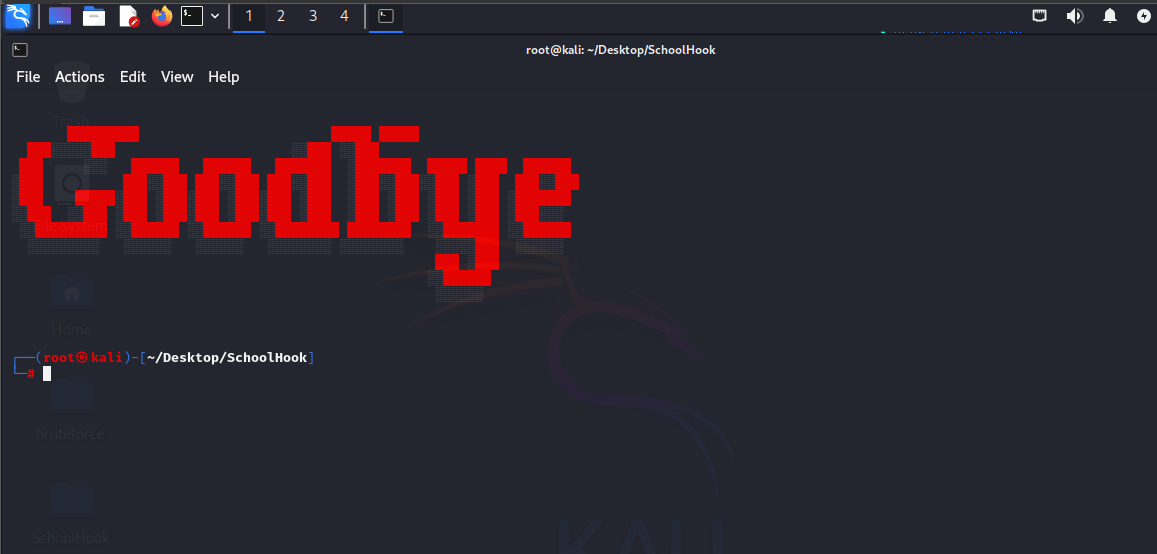 1 2 3 4
root@kali: ~/Desktop/SchoolHook
File Actions Edit View Help
Trash
Goodbye
File System
Home
┌──(root㉿kali)-[~/Desktop/SchoolHook]
└─#
bruteforce
SchoolHook
KALI